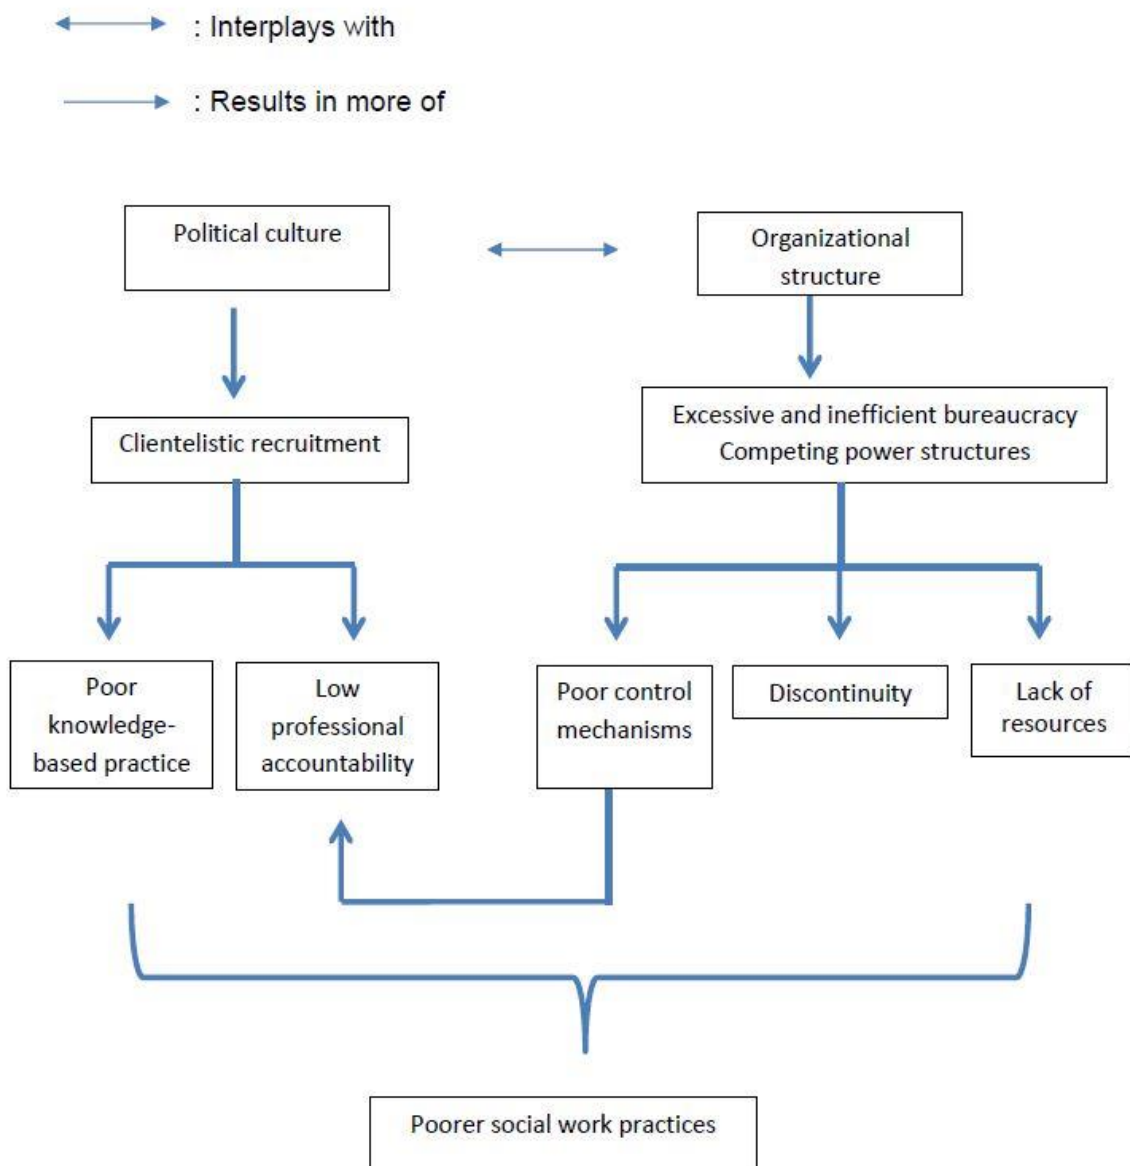 : Interplays with
: Results in more of
Political culture
Organizational
structure
Clientelistic recruitment
Excessive and inefficient bureaucracy
Competing power structures
Poor
knowledge-
based practice
Low
professional
accountability
Poor control
mechanisms
Discontinuity
Lack of
resources
Poorer social work practices